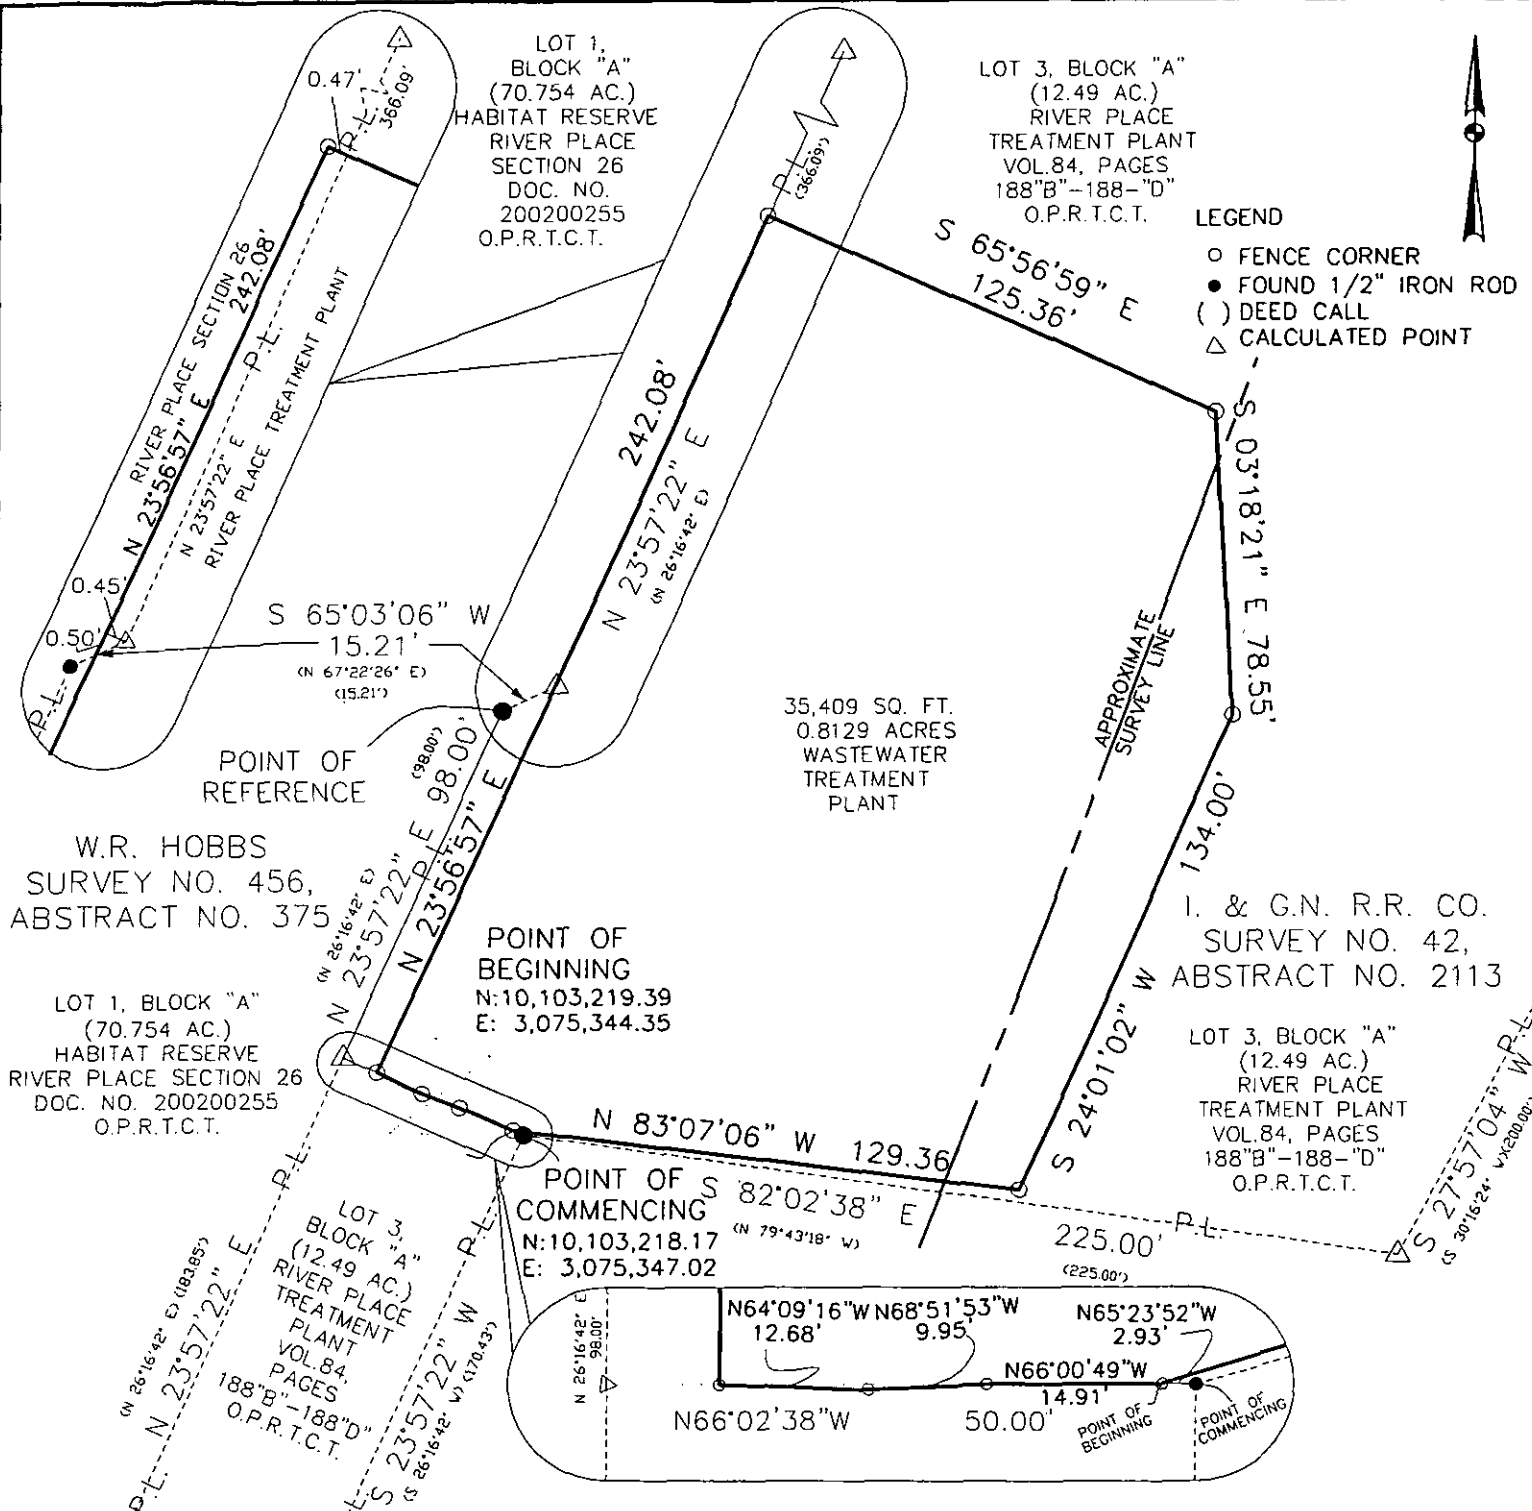 0.47'
P.L.
366.09'
LOT 1,
BLOCK "A"
(70.754 AC.)
HABITAT RESERVE
RIVER PLACE
SECTION 26
DOC. NO.
200200255
O.P.R.T.C.T.
P.L.
(366.09')
LOT 3, BLOCK "A"
(12.49 AC.)
RIVER PLACE
TREATMENT PLANT
VOL.84, PAGES
188"B"-188-"D"
O.P.R.T.C.T.
LEGEND
FENCE CORNER
FOUND 1/2" IRON ROD
( ) DEED CALL
CALCULATED POINT
S 65°56'59" E
125.36'
RIVER PLACE SECTION 26
242.08'
N 23°56'57" E
P.L.
N 23°57'22" E
RIVER PLACE TREATMENT PLANT
0.45'
0.50'
P.L.
242.08'
N 23°57'22" E
(N 26°16'42" E)
S 03°18'21" E 78.55'
S 65°03'06" W
15.21'
(N 67°22'26" E)
(15.21')
POINT OF
REFERENCE
35,409 SQ. FT.
0.8129 ACRES
WASTEWATER
TREATMENT
PLANT
APPROXIMATE
SURVEY LINE
134.00'
S 24°01'02" W
W.R. HOBBS
SURVEY NO. 456,
ABSTRACT NO. 375
(98.00')
98.00'
N 23°57'22" E
P.L.
(N 26°16'42" E)
N 23°56'57" E
POINT OF
BEGINNING
N:10,103,219.39
E: 3,075,344.35
I. & G.N. R.R. CO.
SURVEY NO. 42,
ABSTRACT NO. 2113
LOT 1, BLOCK "A"
(70.754 AC.)
HABITAT RESERVE
RIVER PLACE SECTION 26
DOC. NO. 200200255
O.P.R.T.C.T.
LOT 3, BLOCK "A"
(12.49 AC.)
RIVER PLACE
TREATMENT PLANT
VOL.84, PAGES
188"B"-188-"D"
O.P.R.T.C.T.
P.L.
S 27°57'04" W
(S 30°16'24" W)(200.00')
N 83°07'06" W 129.36
POINT OF
COMMENCING
N:10,103,218.17
E: 3,075,347.02
S 82°02'38" E
(N 79°43'18" W)
225.00'
(225.00')
P.L.
P.L.
N 23°57'22" E
(N 26°16'42" E) (183.85')
P.L.
LOT 3,
BLOCK "A"
(12.49 AC.)
RIVER PLACE
TREATMENT
PLANT
VOL.84,
PAGES
188"B"-188"D"
O.P.R.T.C.T.
P.L.
S 23°57'22" W
(S 26°16'42" W) (170.43')
P.L.
N 26°16'42" E
98.00'
N64°09'16"W
12.68'
N68°51'53"W
9.95'
N65°23'52"W
2.93'
N66°00'49"W
14.91'
N66°02'38"W
50.00'
POINT OF
BEGINNING
POINT OF
COMMENCING